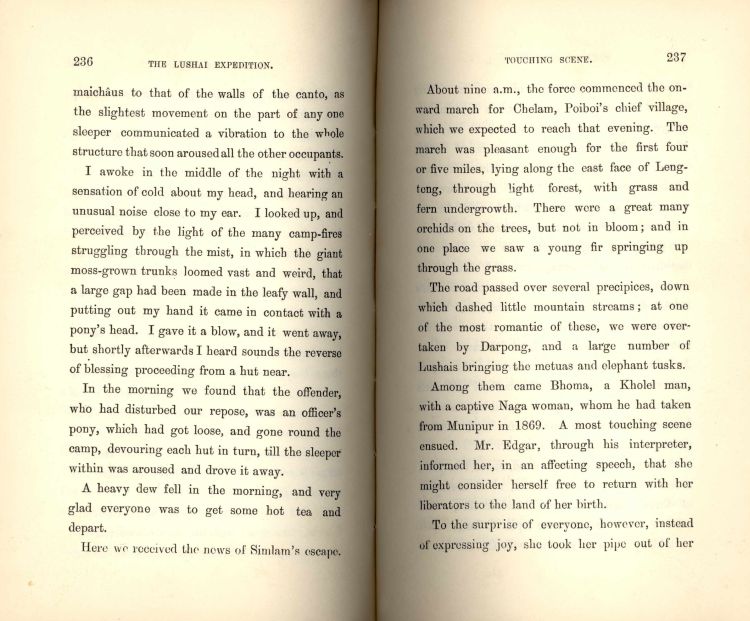 236
THE LUSHAI EXPEDITION.
maichâus to that of the walls of the canto, as
the slightest movement on the part of any one
sleeper communicated a vibration to the whole
structure that soon aroused all the other occupants.
I awoke in the middle of the night with a
sensation of cold about my head, and hearing an
unusual noise close to my ear. I looked up, and
perceived by the light of the many camp-fires
struggling through the mist, in which the giant
moss-grown trunks loomed vast and weird, that
a large gap had been made in the leafy wall, and
putting out my hand it came in contact with a
pony's head. I gave it a blow, and it went away,
but shortly afterwards I heard sounds the reverse
of blessing proceeding from a hut near.
In the morning we found that the offender,
who had disturbed our repose, was an officer's
pony, which had got loose, and gone round the
camp, devouring each hut in turn, till the sleeper
within was aroused and drove it away.
A heavy dew fell in the morning, and very
glad everyone was to get some hot tea and
depart.
Here we received the news of Simlam's escape.
TOUCHING SCENE.
237
About nine a.m., the force commenced the on-
ward march for Chelam, Poiboi's chief village,
which we expected to reach that evening. The
march was pleasant enough for the first four
or five miles, lying along the east face of Leng-
teng, through light forest, with grass and
fern undergrowth. There were a great many
orchids on the trees, but not in bloom; and in
one place we saw a young fir springing up
through the grass.
The road passed over several precipices, down
which dashed little mountain streams; at one
of the most romantic of these, we were over-
taken by Darpong, and a large number of
Lushais bringing the metuas and elephant tusks.
Among them came Bhoma, a Kholel man,
with a captive Naga woman, whom he had taken
from Munipur in 1869. A most touching scene
ensued. Mr. Edgar, through his interpreter,
informed her, in an affecting speech, that she
might consider herself free to return with her
liberators to the land of her birth.
To the surprise of everyone, however, instead
of expressing joy, she took her pipe out of her